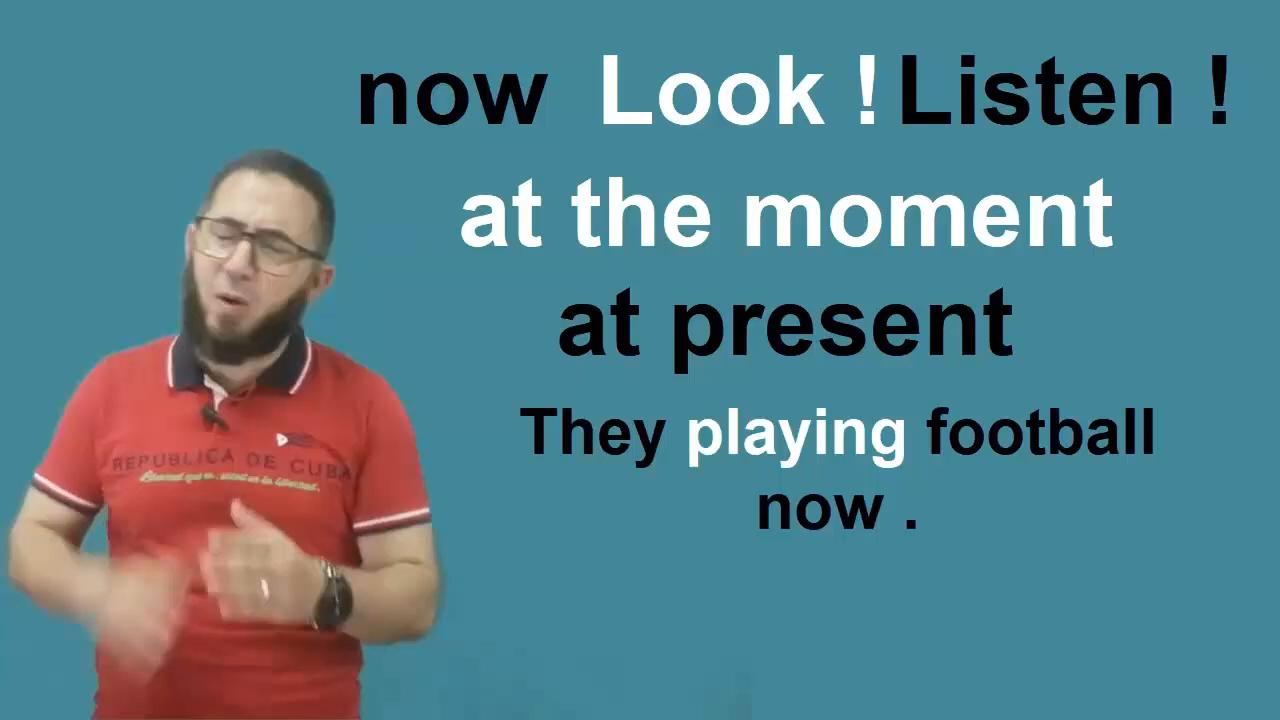 now Look ! Listen !
at the moment
at present
They playing football
now .
REPUBLICA DE CUBA